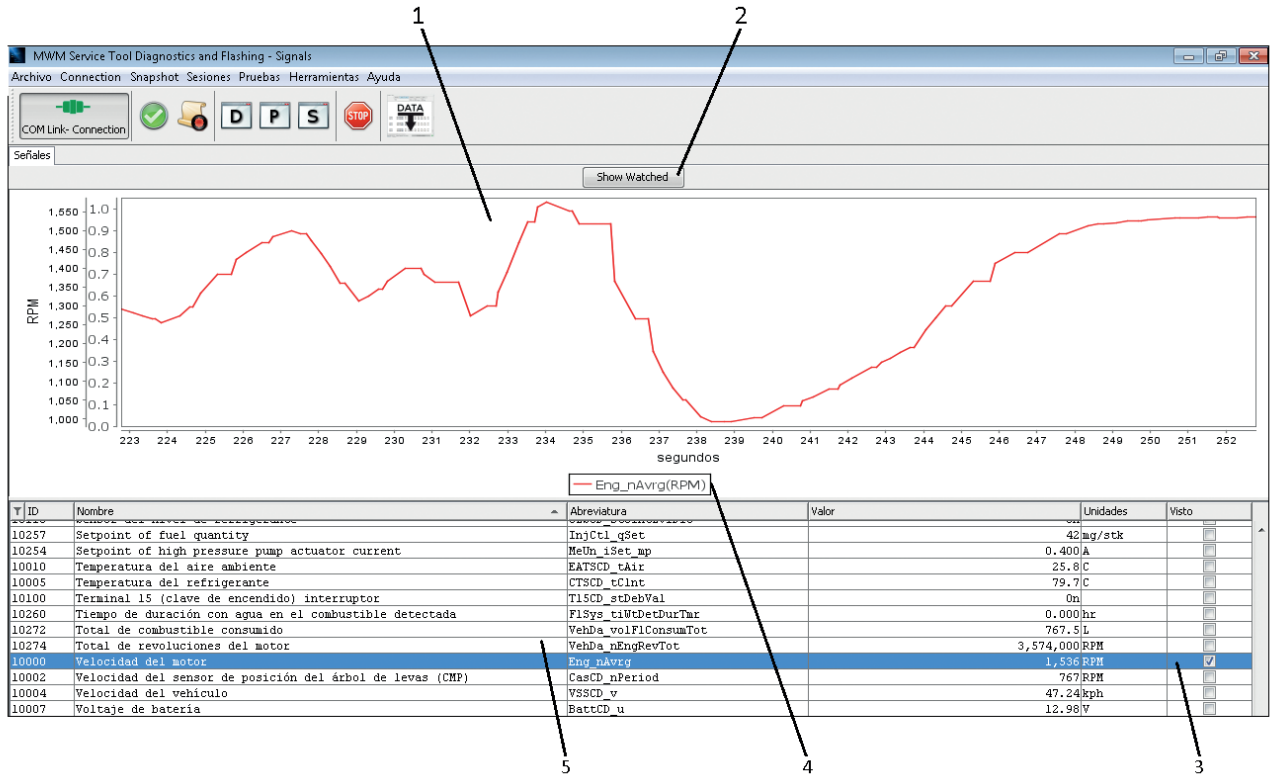 1 2
MWM Service Tool Diagnostics and Flashing - Signals
Archivo Connection Snapshot Sesiones Pruebas Herramientas Ayuda
COM Link- Connection D P S STOP DATA
Señales
Show Watched
1,550
1,500
1,450
1,400
1,350
1,300
1,250
1,200
1,150
1,100
1,050
1,000
1.0
0.9
0.8
0.7
0.6
0.5
0.4
0.3
0.2
0.1
0.0
RPM
223 224 225 226 227 228 229 230 231 232 233 234 235 236 237 238 239 240 241 242 243 244 245 246 247 248 249 250 251 252
segundos
Eng_nAvrg(RPM)
ID Nombre Abreviatura Valor Unidades Visto
10257 Setpoint of fuel quantity InjCtl_qSet 42 mg/stk
10254 Setpoint of high pressure pump actuator current MeUn_iSet_mp 0.400 A
10010 Temperatura del aire ambiente EATSCD_tAir 25.8 C
10005 Temperatura del refrigerante CTSCD_tClnt 79.7 C
10100 Terminal 15 (clave de encendido) interruptor T15CD_stDebVal On
10260 Tiempo de duración con agua en el combustible detectada FlSys_tiWtDetDurTmr 0.000 hr
10272 Total de combustible consumido VehDa_volFlConsumTot 767.5 L
10274 Total de revoluciones del motor VehDa_nEngRevTot 3,574,000 RPM
10000 Velocidad del motor Eng_nAvrg 1,536 RPM
10002 Velocidad del sensor de posición del árbol de levas (CMP) CasCD_nPeriod 767 RPM
10004 Velocidad del vehículo VSSCD_v 47.24 kph
10007 Voltaje de batería BattCD_u 12.98 V
5 4 3